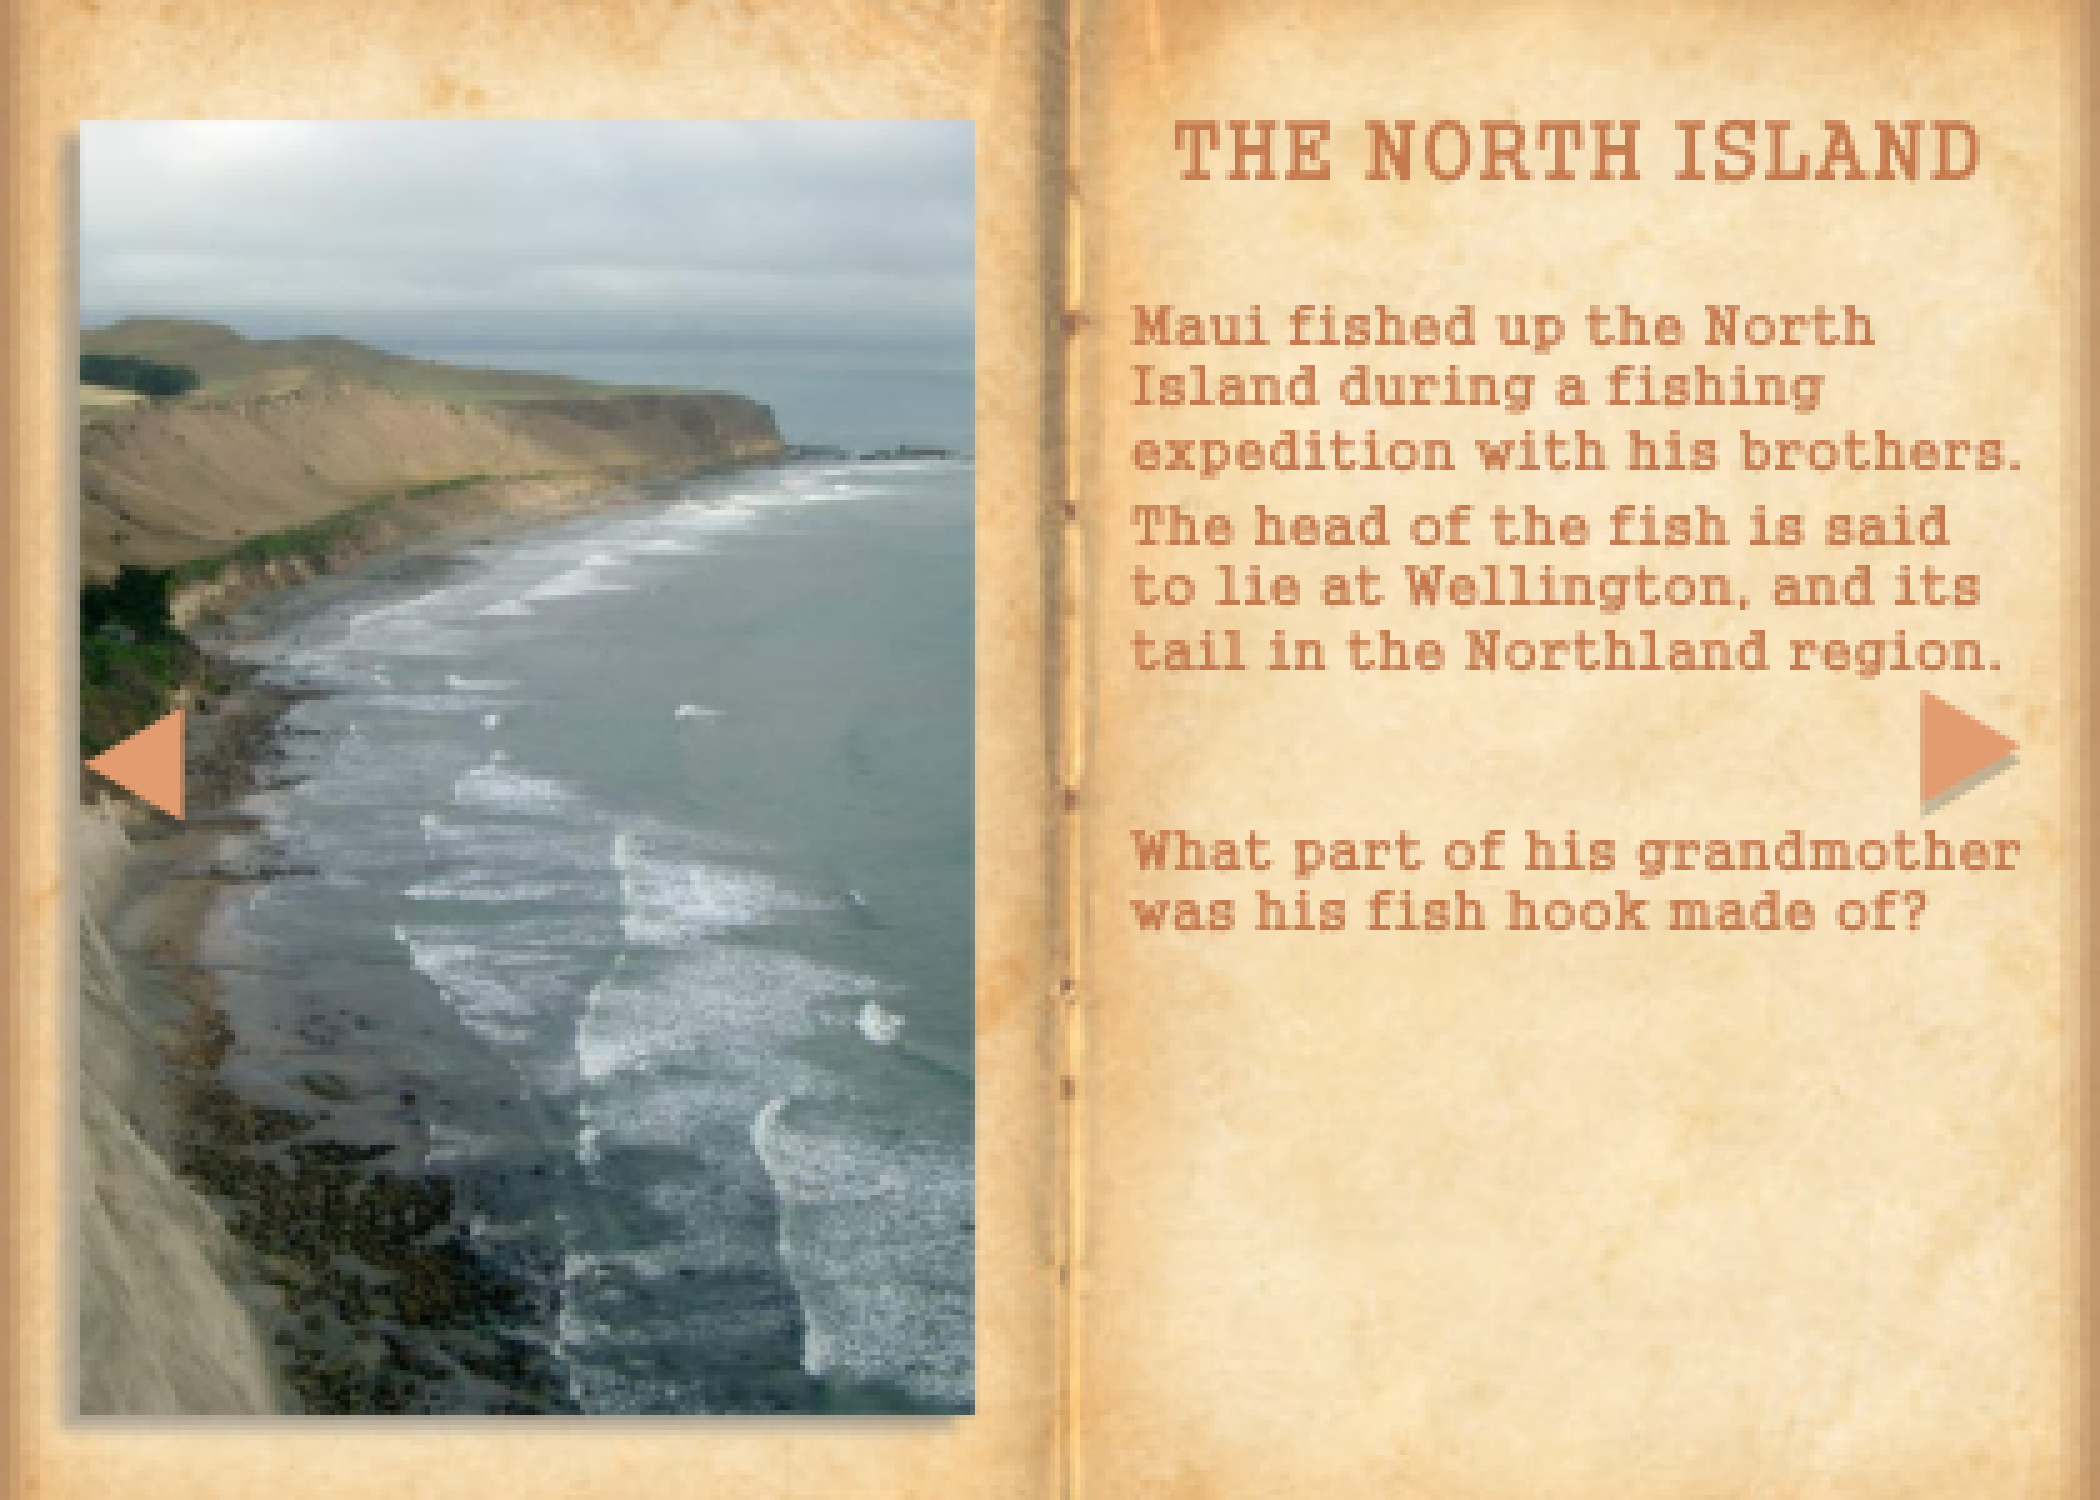 THE NORTH ISLAND
Maui fished up the North
Island during a fishing
expedition with his brothers.
The head of the fish is said
to lie at Wellington, and its
tail in the Northland region.
What part of his grandmother
was his fish hook made of?